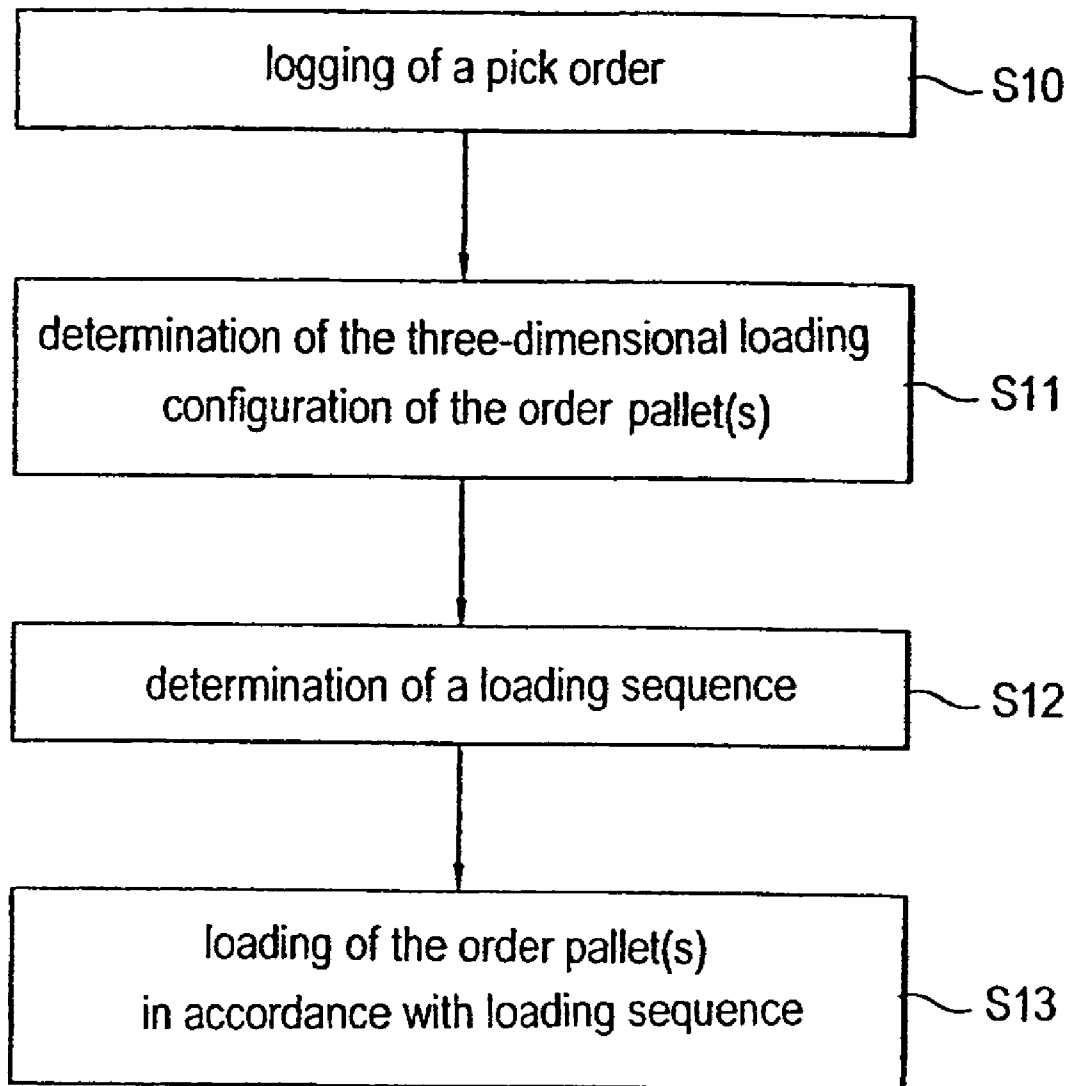 logging of a pick order
S10
determination of the three-dimensional loading
configuration of the order pallet(s)
S11
determination of a loading sequence
S12
loading of the order pallet(s)
in accordance with loading sequence
S13